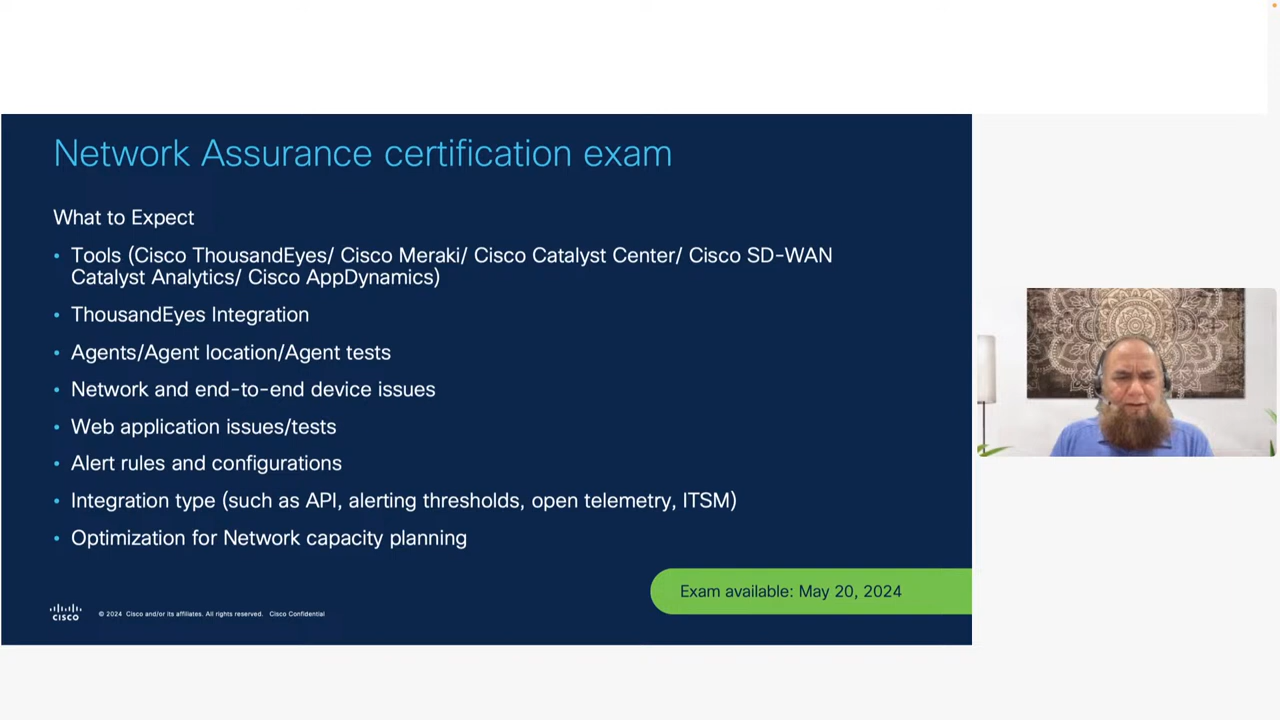 Network Assurance certification exam
What to Expect
• Tools (Cisco ThousandEyes/ Cisco Meraki/ Cisco Catalyst Center/ Cisco SD-WAN
Catalyst Analytics/ Cisco AppDynamics)
• ThousandEyes Integration
• Agents/Agent location/Agent tests
• Network and end-to-end device issues
• Web application issues/tests
• Alert rules and configurations
• Integration type (such as API, alerting thresholds, open telemetry, ITSM)
• Optimization for Network capacity planning
Exam available: May 20, 2024
CISCO
© 2024 Cisco and/or its affiliates. All rights reserved. Cisco Confidential